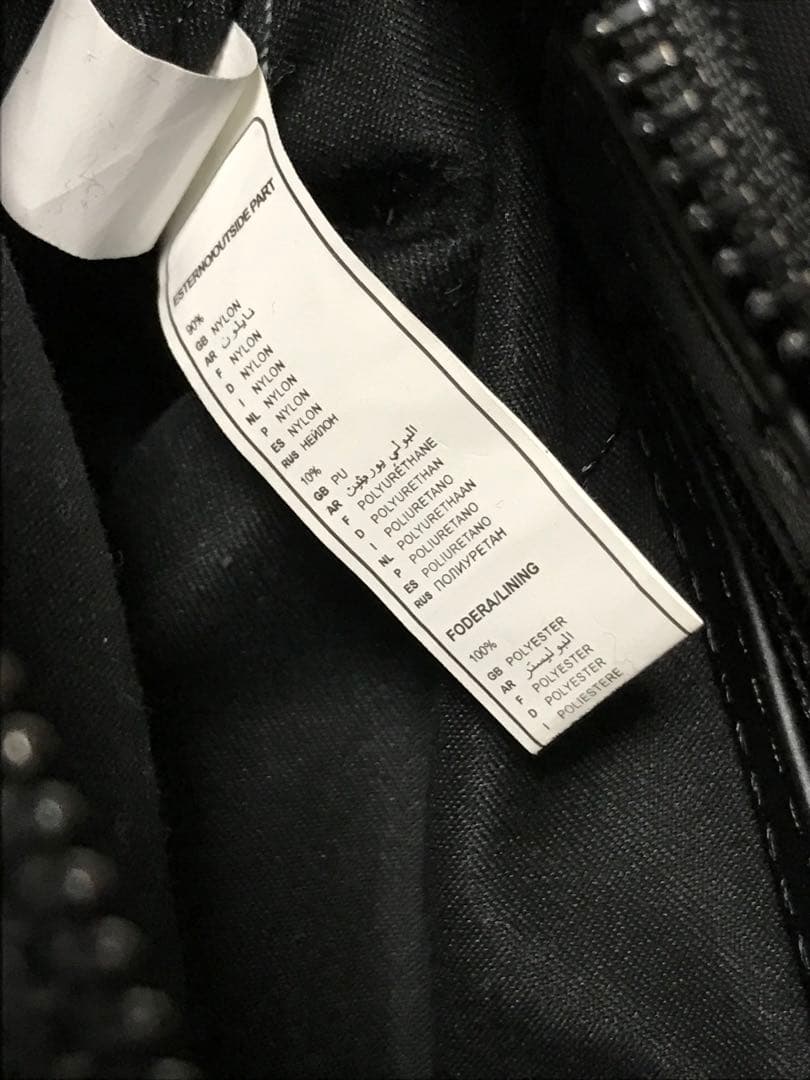 ESTERNO/OUTSIDE PART
90%
GB NYLON
AR نايلون
F NYLON
D NYLON
I NYLON
NL NYLON
P NYLON
ES NYLON
RUS НЕЙЛОН
10%
GB PU
AR البولي يوريثين
F POLYURÉTHANE
D POLYURETHAN
I POLIURETANO
NL POLYURETHAAN
P POLIURETANO
ES POLIURETANO
RUS ПОЛИУРЕТАН
FODERA/LINING
100%
GB POLYESTER
AR البوليستر
F POLYESTER
D POLYESTER
I POLIESTERE